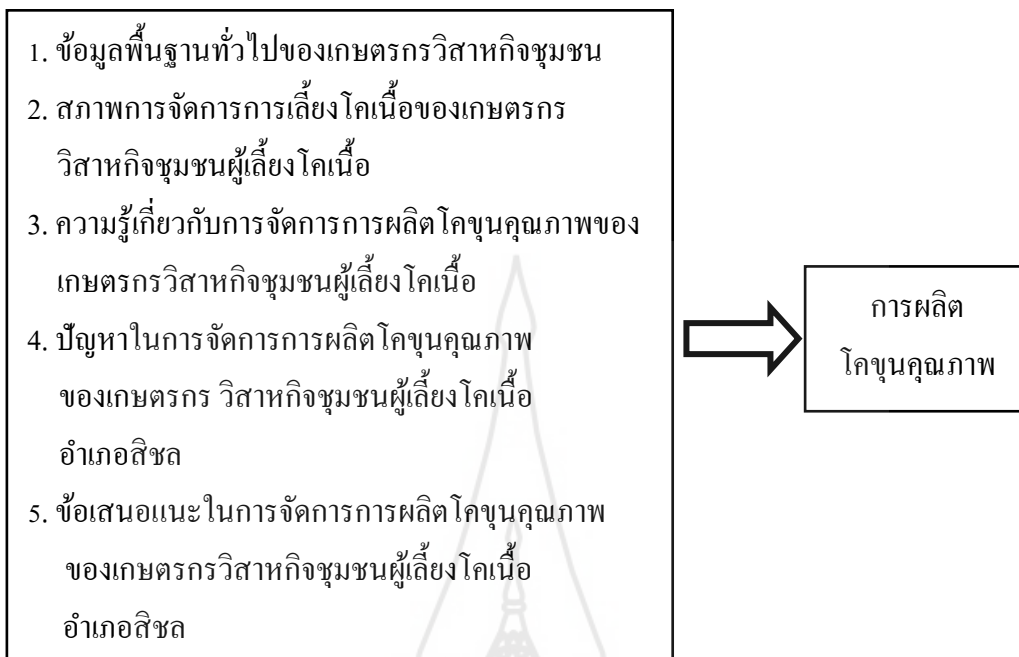 1. ข้อมูลพื้นฐานทั่วไปของเกษตรกรวิสาหกิจชุมชน
2. สภาพการจัดการการเลี้ยงโคเนื้อของเกษตรกร
วิสาหกิจชุมชนผู้เลี้ยงโคเนื้อ
3. ความรู้เกี่ยวกับการจัดการการผลิตโคขุนคุณภาพของ
เกษตรกรวิสาหกิจชุมชนผู้เลี้ยงโคเนื้อ
4. ปัญหาในการจัดการการผลิตโคขุนคุณภาพ
ของเกษตรกร วิสาหกิจชุมชนผู้เลี้ยงโคเนื้อ
อำเภอสิชล
5. ข้อเสนอแนะในการจัดการการผลิตโคขุนคุณภาพ
ของเกษตรกรวิสาหกิจชุมชนผู้เลี้ยงโคเนื้อ
อำเภอสิชล
การผลิต
โคขุนคุณภาพ